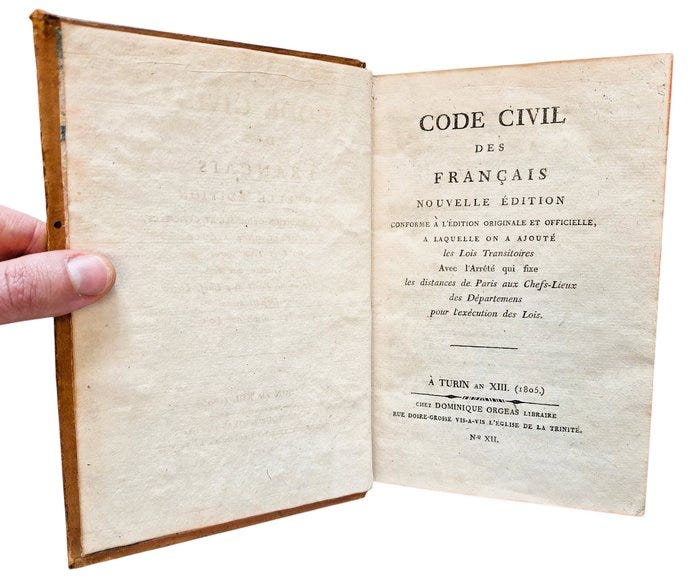 CODE CIVIL
DES
FRANÇAIS
NOUVELLE ÉDITION
CONFORME À L'ÉDITION ORIGINALE ET OFFICIELLE,
A LAQUELLE ON A AJOUTÉ
les Lois Transitoires
Avec l'Arrêté qui fixe
les distances de Paris aux Chefs-Lieux
des Départemens
pour l'exécution des Lois.
À TURIN AN XIII. (1805.)
CHEZ DOMINIQUE ORGEAS LIBRAIRE
RUE DOIRE-GROSSE VIS-A-VIS L'ÉGLISE DE LA TRINITÉ.
N.º XII.